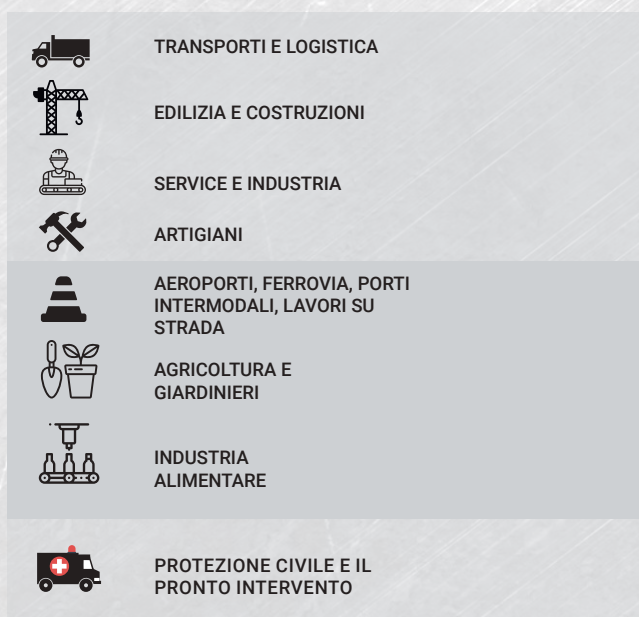 TRANSPORTI E LOGISTICA
EDILIZIA E COSTRUZIONI
SERVICE E INDUSTRIA
ARTIGIANI
AEROPORTI, FERROVIA, PORTI
INTERMODALI, LAVORI SU
STRADA
AGRICOLTURA E
GIARDINIERI
INDUSTRIA
ALIMENTARE
PROTEZIONE CIVILE E IL
PRONTO INTERVENTO